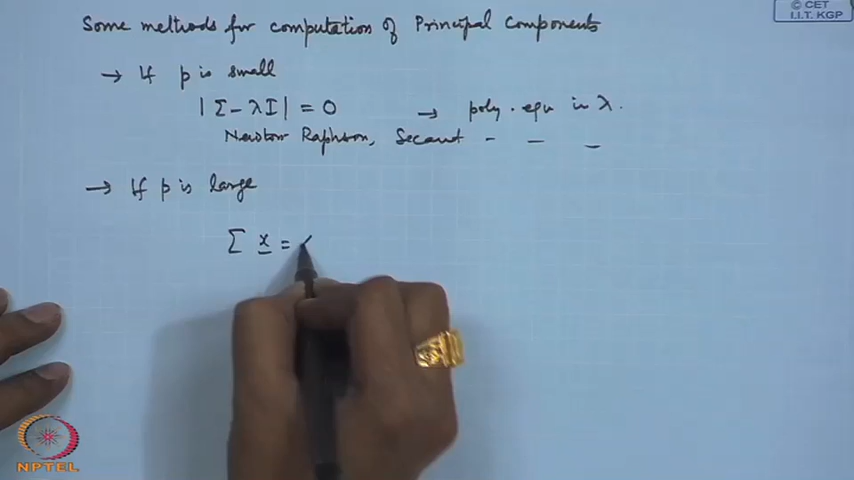 © CET
I.I.T. KGP
Some methods for computation of Principal Components
→ If p is small
|Σ - λI| = 0 → poly. eqn in λ.
Newton Raphson, Secant - - -
→ If p is large
Σ x =
NPTEL